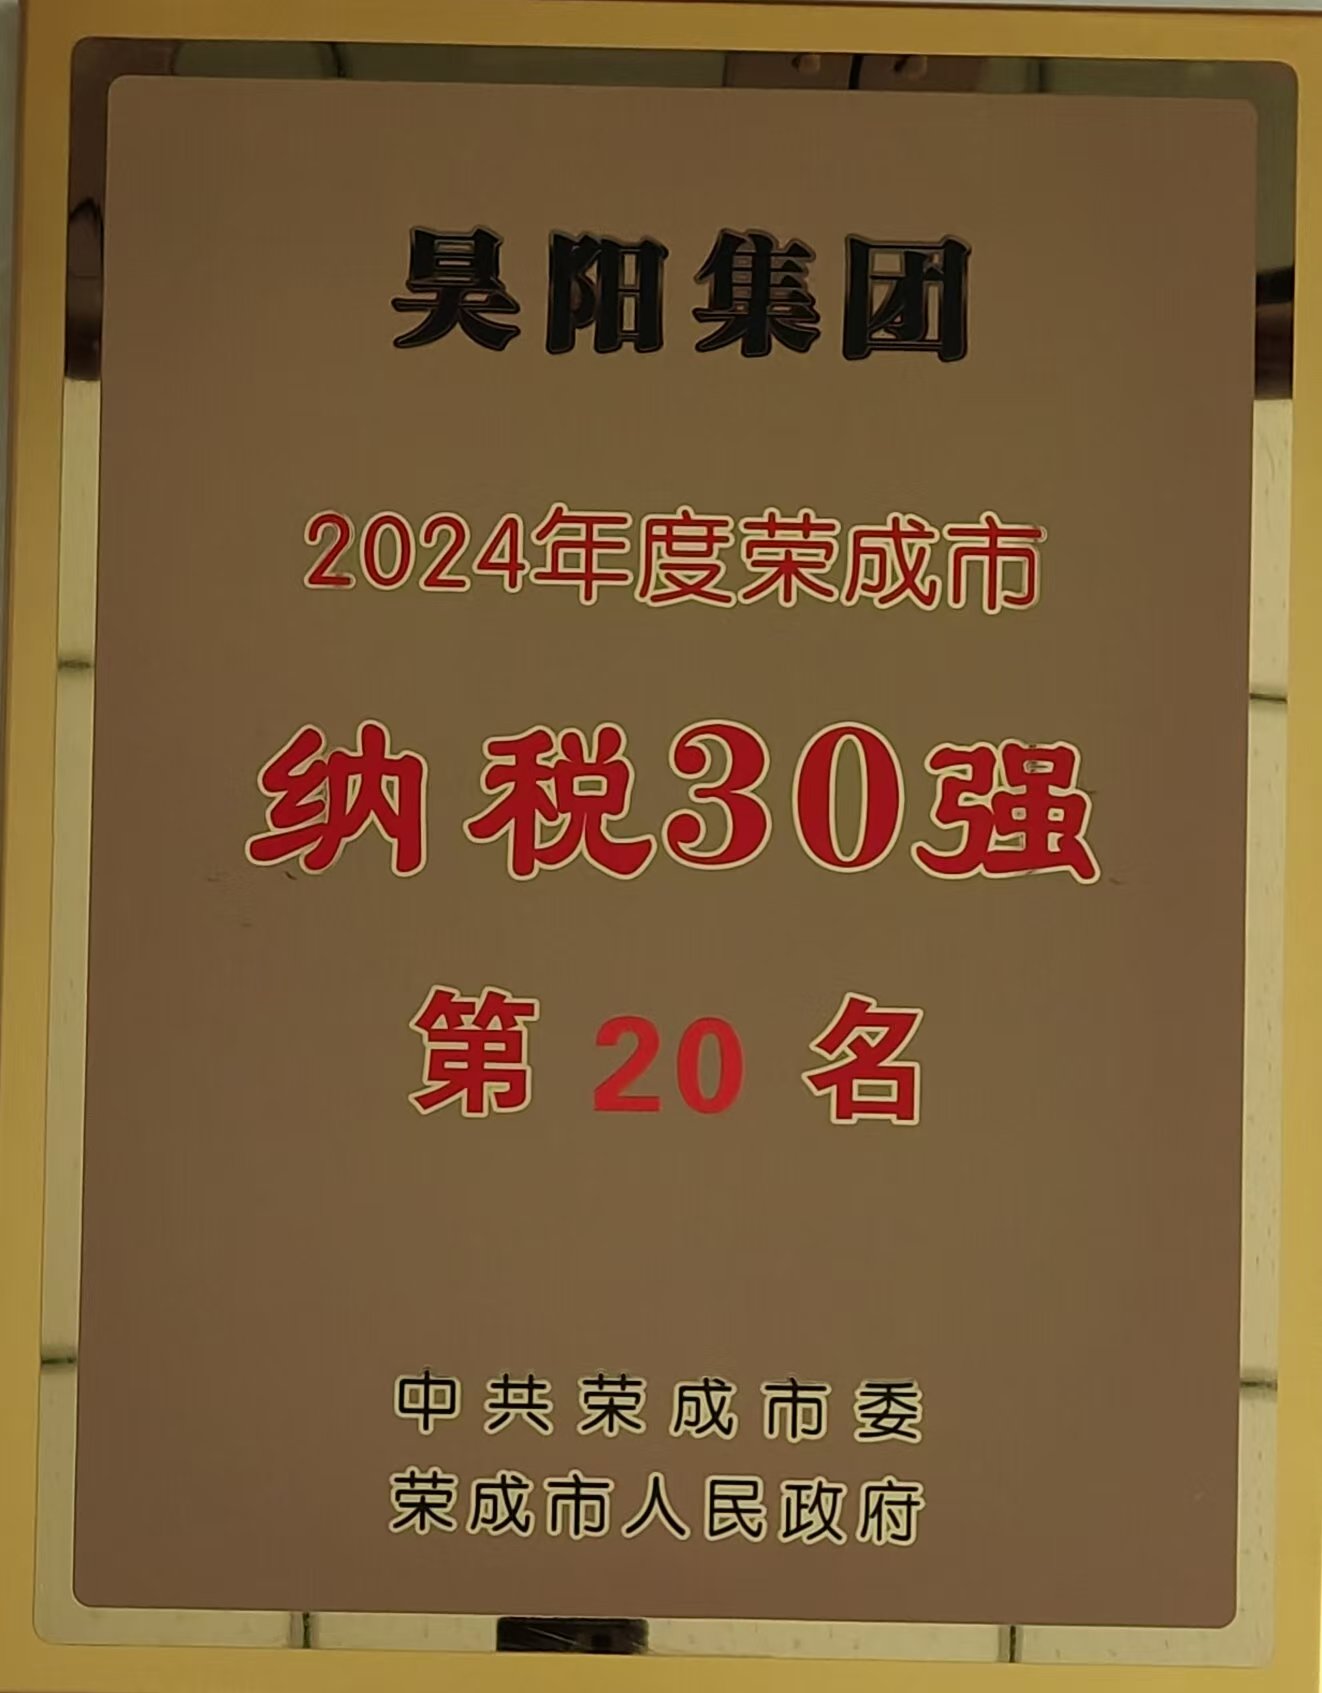 昊阳集团
2024年度荣成市
纳税30强
第20名
中共荣成市委
荣成市人民政府